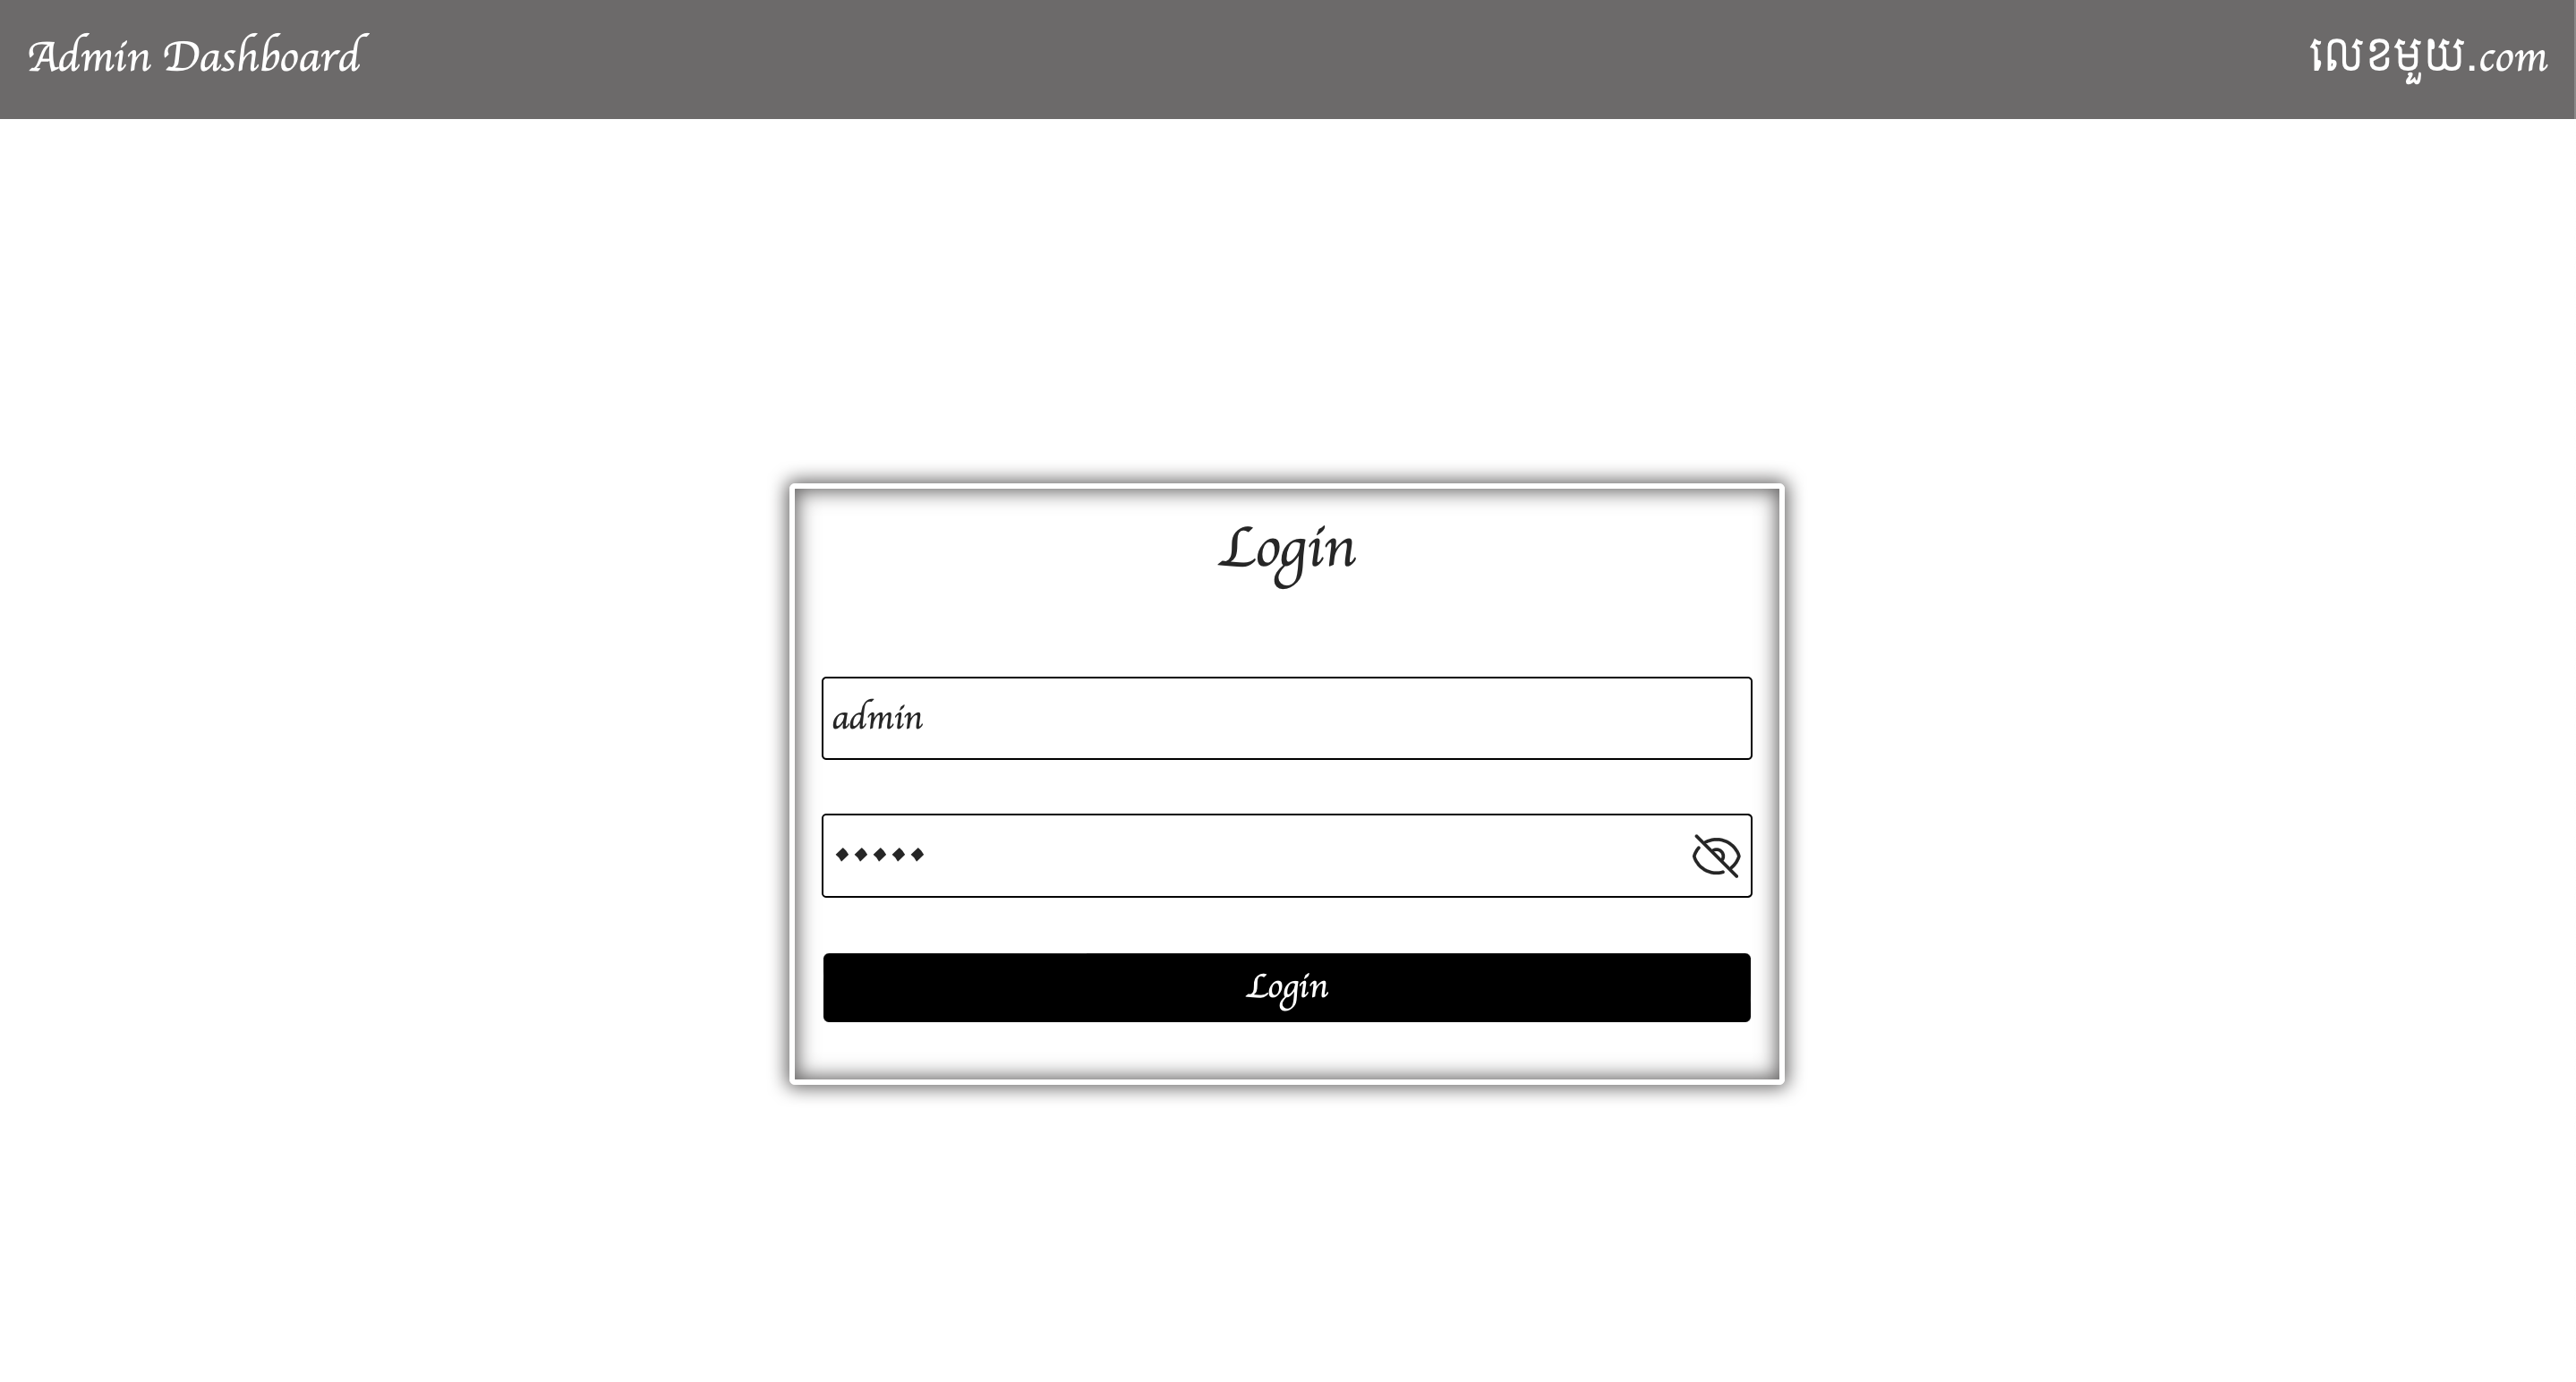 Admin Dashboard
លេខមួយ.com
Login
admin
Login